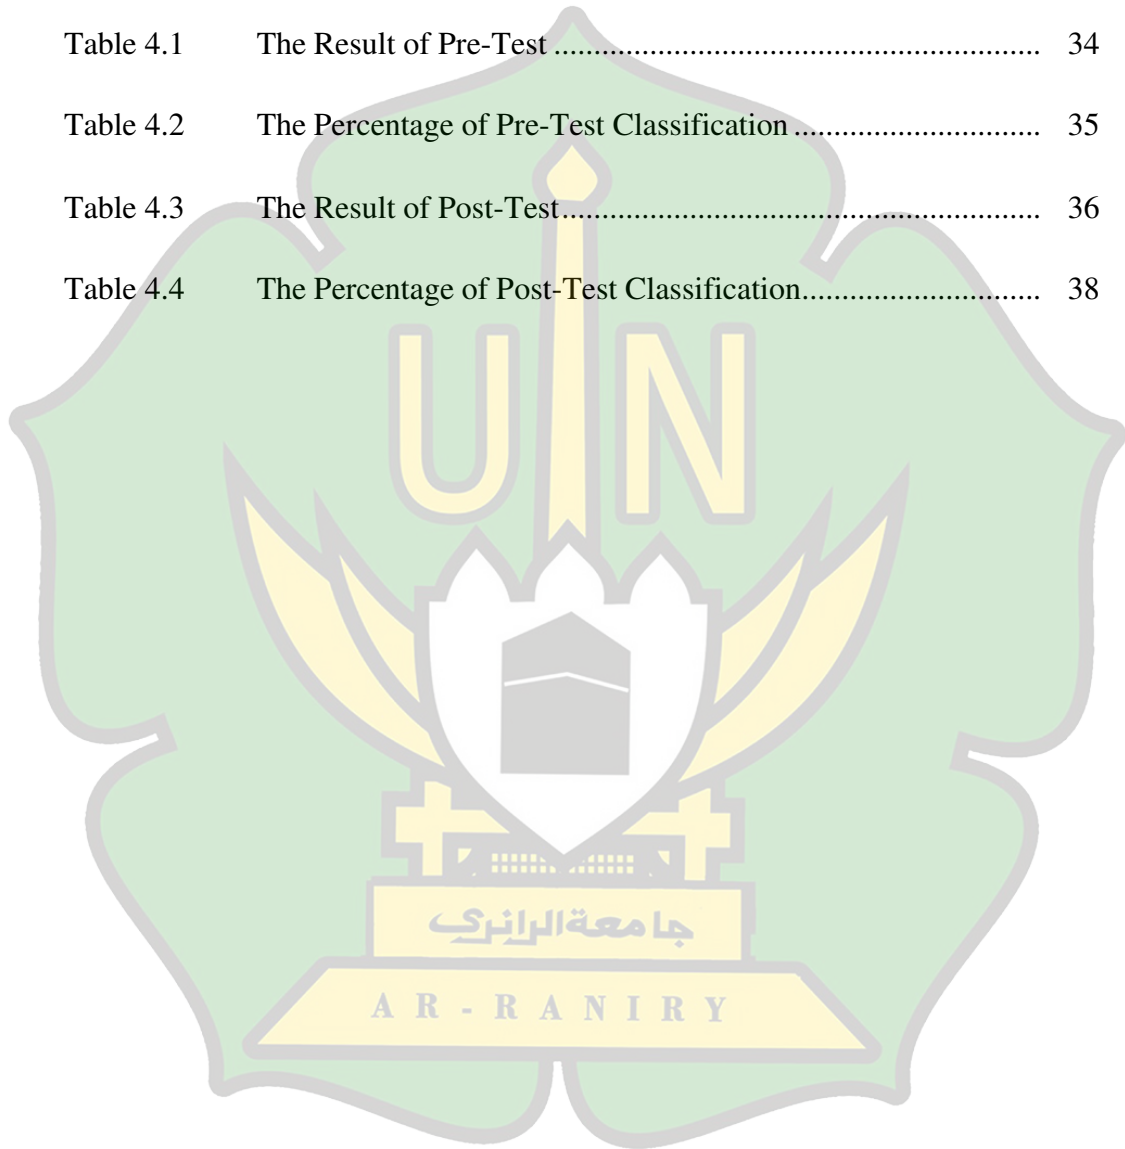 Table 4.1 The Result of Pre-Test ............................................................. 34
Table 4.2 The Percentage of Pre-Test Classification ............................... 35
Table 4.3 The Result of Post-Test............................................................ 36
Table 4.4 The Percentage of Post-Test Classification.............................. 38
UIN
جامعة الرانري
AR-RANIRY